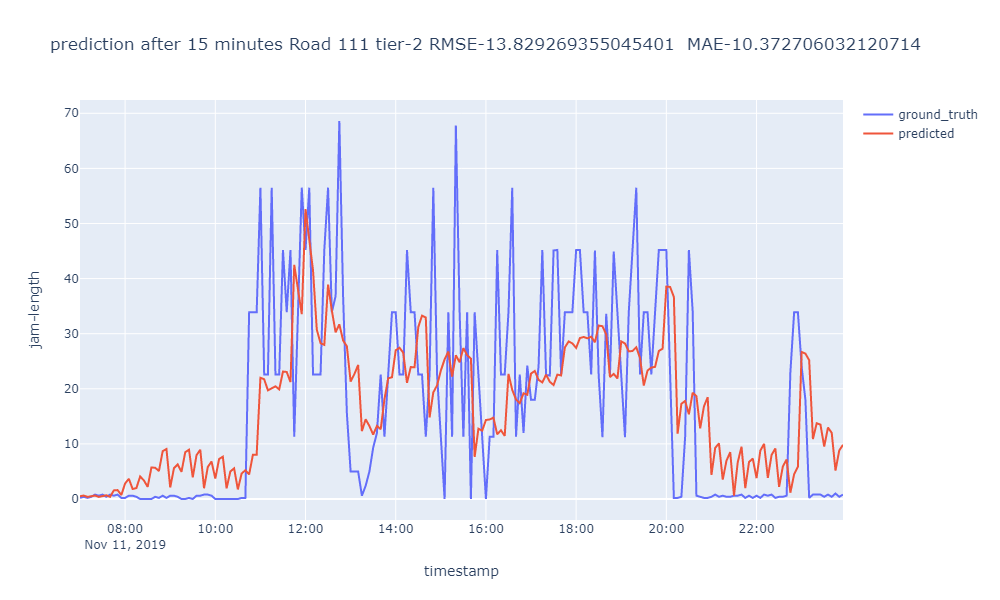 prediction after 15 minutes Road 111 tier-2 RMSE-13.829269355045401  MAE-10.372706032120714
ground_truth
predicted
70
60
50
40
30
20
10
0
jam-length
08:00 10:00 12:00 14:00 16:00 18:00 20:00 22:00
Nov 11, 2019
timestamp